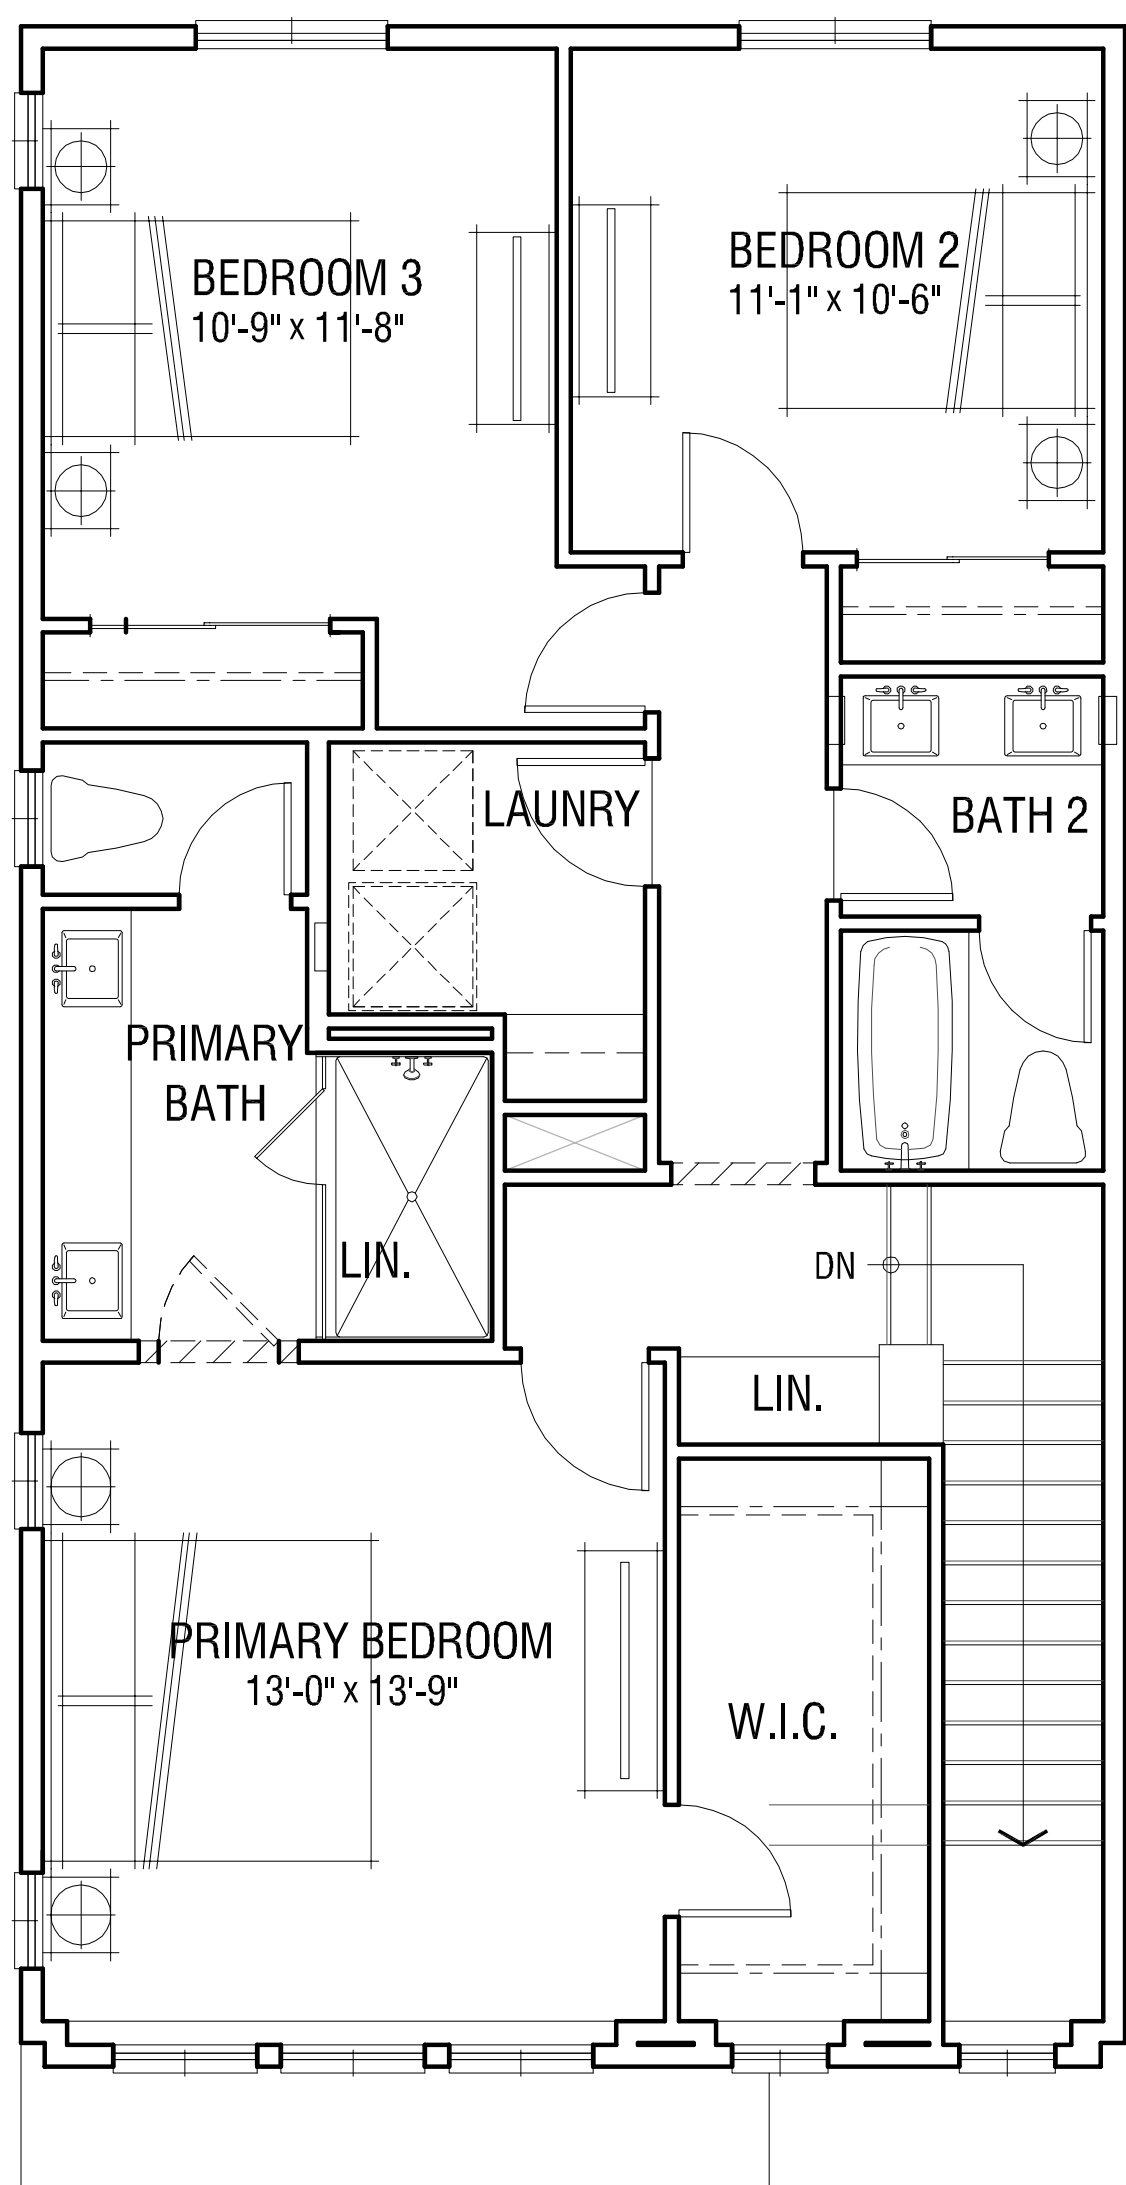 BEDROOM 3
10'-9" x 11'-8"
BEDROOM 2
11'-1" x 10'-6"
LAUNRY
BATH 2
PRIMARY
BATH
LIN.
DN
LIN.
PRIMARY BEDROOM
13'-0" x 13'-9"
W.I.C.